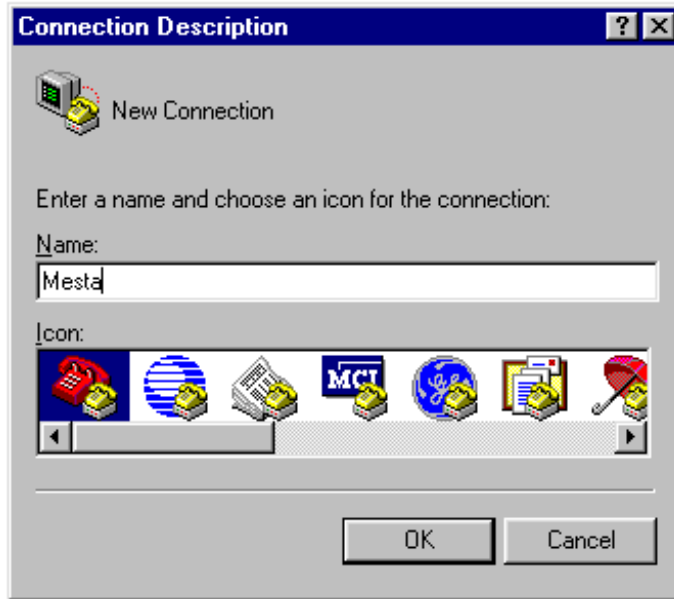 Connection Description
New Connection
Enter a name and choose an icon for the connection:
Name:
Mesta
Icon:
MCI
OK Cancel